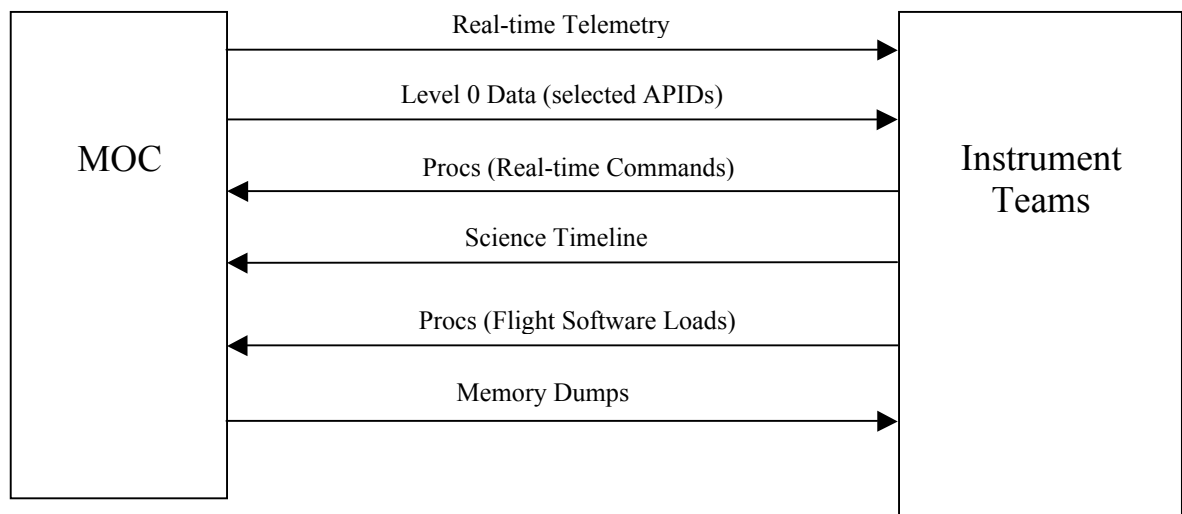 Real-time Telemetry
Level 0 Data (selected APIDs)
MOC
Procs (Real-time Commands)
Instrument
Teams
Science Timeline
Procs (Flight Software Loads)
Memory Dumps